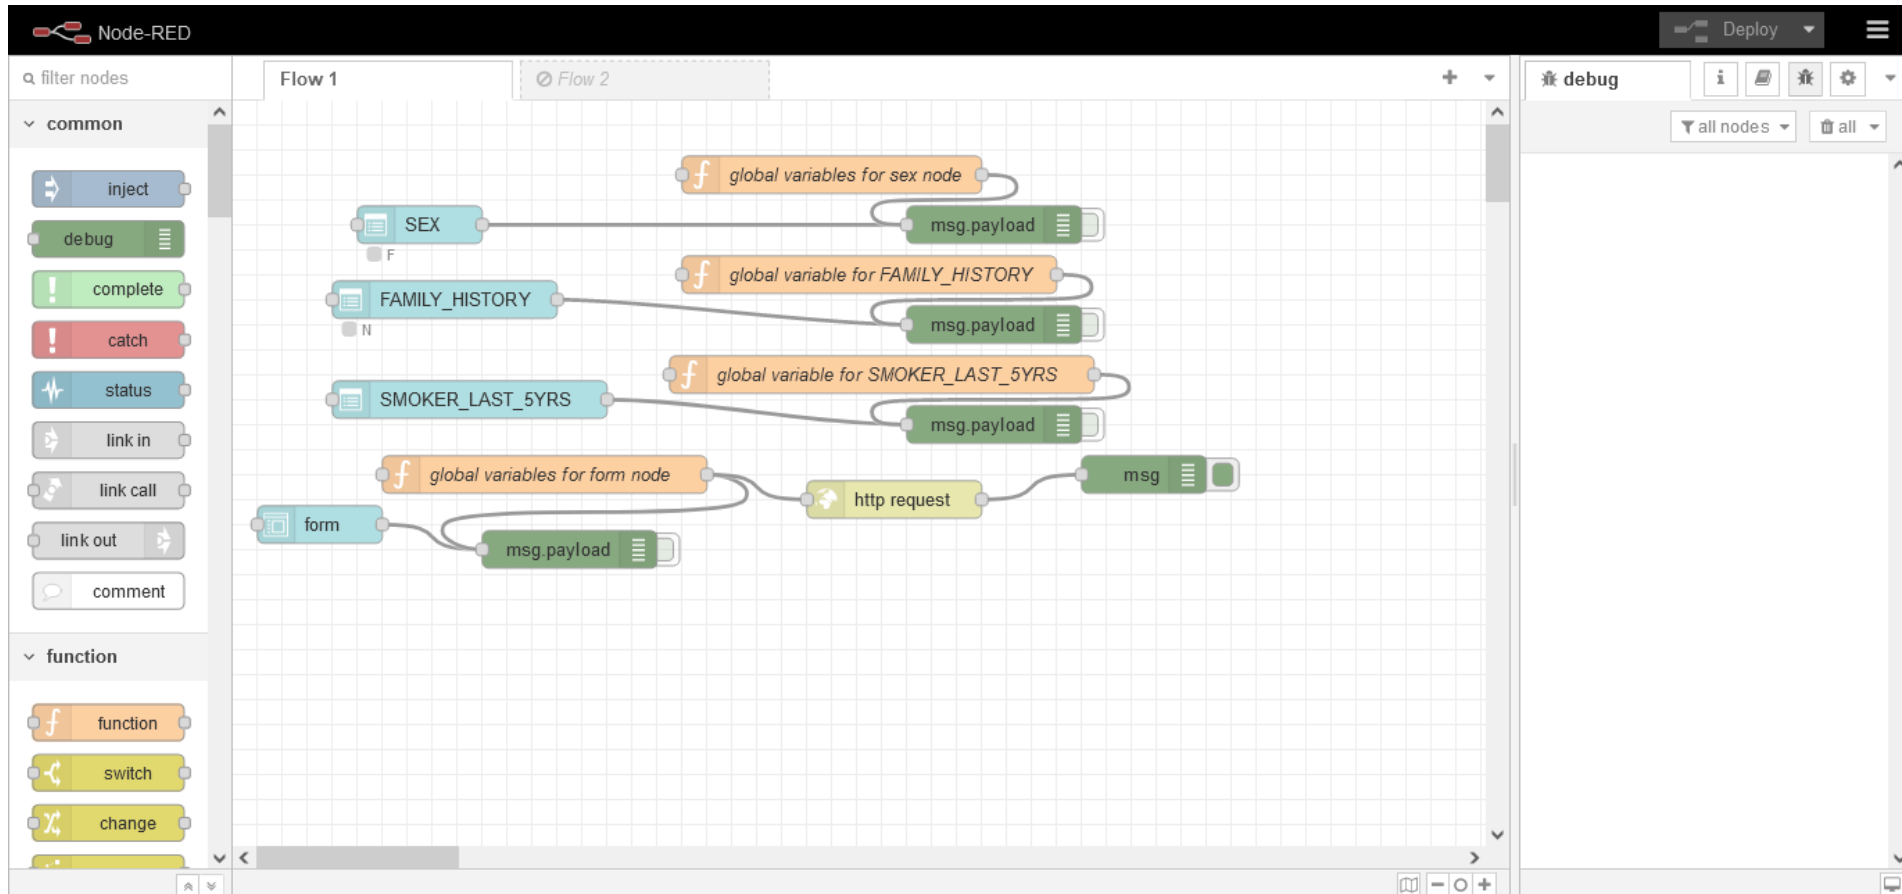 Node-RED
Deploy
filter nodes
common
inject
debug
complete
catch
status
link in
link call
link out
comment
function
function
switch
change
Flow 1
Flow 2
global variables for sex node
SEX
msg.payload
F
global variable for FAMILY_HISTORY
FAMILY_HISTORY
msg.payload
N
global variable for SMOKER_LAST_5YRS
SMOKER_LAST_5YRS
msg.payload
global variables for form node
msg
http request
form
msg.payload
debug
i
all nodes
all